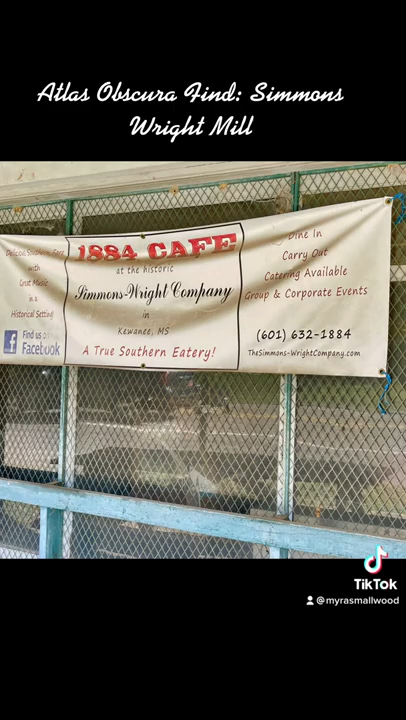 Atlas Obscura Find: Simmons
Wright Mill
Delicious Southern Fare
with
Great Music
in a
Historical Setting
Find us on
Facebook
1884 CAFE
at the historic
Simmons-Wright Company
in
Kewanee, MS
A True Southern Eatery!
Dine In
Carry Out
Catering Available
Group & Corporate Events
(601) 632-1884
TheSimmons-WrightCompany.com
TikTok
@myrasmallwood